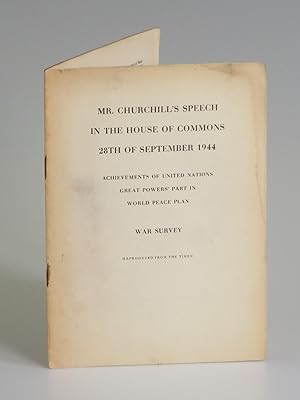 MR. CHURCHILL'S SPEECH
IN THE HOUSE OF COMMONS
28TH OF SEPTEMBER 1944
ACHIEVEMENTS OF UNITED NATIONS
GREAT POWERS' PART IN
WORLD PEACE PLAN
WAR SURVEY
REPRODUCED FROM THE TIMES